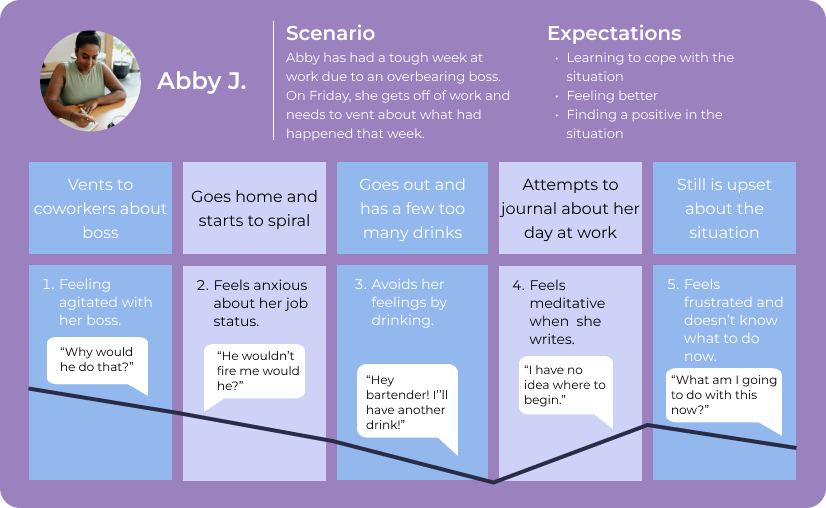 Abby J.
Scenario
Abby has had a tough week at
work due to an overbearing boss.
On Friday, she gets off of work and
needs to vent about what had
happened that week.
Expectations
• Learning to cope with the
situation
• Feeling better
• Finding a positive in the
situation
Vents to
coworkers about
boss
Goes home and
starts to spiral
Goes out and
has a few too
many drinks
Attempts to
journal about her
day at work
Still is upset
about the
situation
1. Feeling
agitated with
her boss.
“Why would
he do that?”
2. Feels anxious
about her job
status.
“He wouldn’t
fire me would
he?”
3. Avoids her
feelings by
drinking.
“Hey
bartender! I’'ll
have another
drink!”
4. Feels
meditative
when she
writes.
“I have no
idea where to
begin.”
5. Feels
frustrated and
doesn’t know
what to do
now.
“What am I going
to do with this
now?”